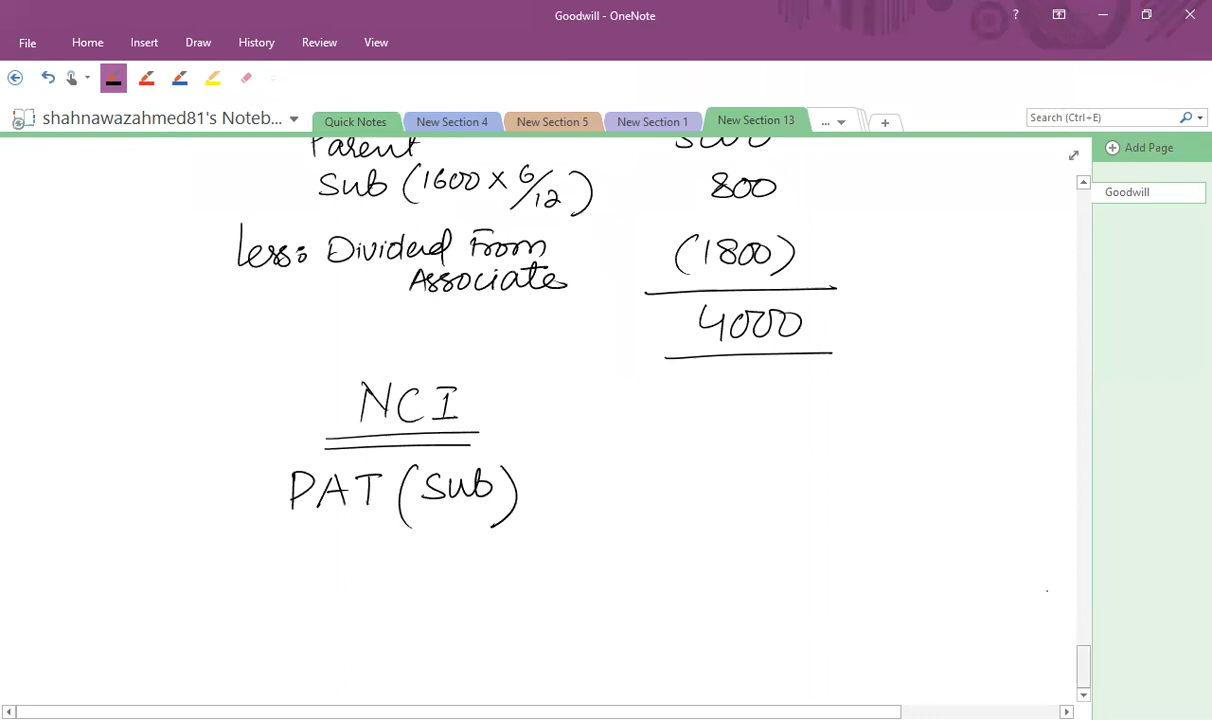 Goodwill - OneNote
?
File Home Insert Draw History Review View
shahnawazahmed81's Noteb...
Quick Notes
New Section 4
New Section 5
New Section 1
New Section 13
...
Search (Ctrl+E)
Add Page
Goodwill
Parent
Sub (1600 × 6/12) 800
Less: Dividend From Associates (1800)
4000
NCI
PAT (Sub)